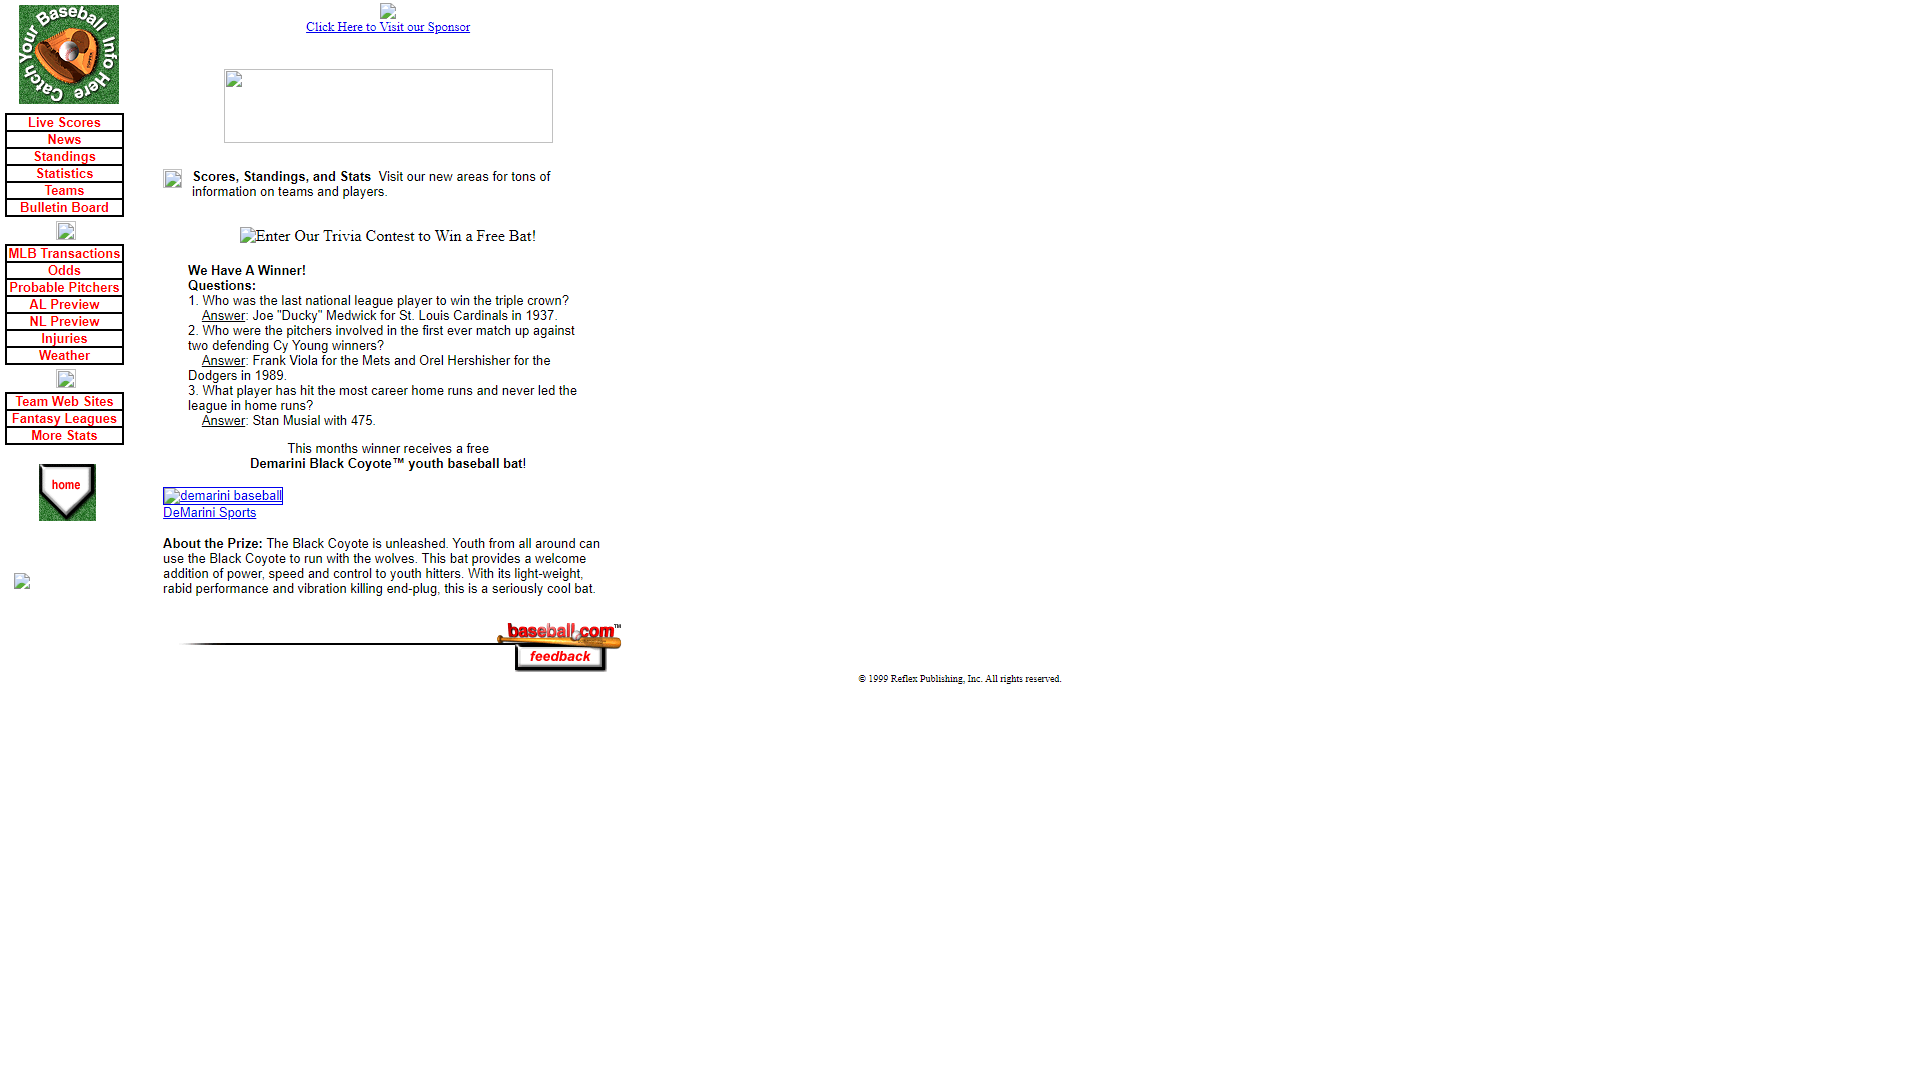 Catch Your Baseball Info Here
Live Scores
News
Standings
Statistics
Teams
Bulletin Board
MLB Transactions
Odds
Probable Pitchers
AL Preview
NL Preview
Injuries
Weather
Team Web Sites
Fantasy Leagues
More Stats
home
Click Here to Visit our Sponsor
Scores, Standings, and Stats  Visit our new areas for tons of
information on teams and players.
Enter Our Trivia Contest to Win a Free Bat!
We Have A Winner!
Questions:
1. Who was the last national league player to win the triple crown?
Answer: Joe "Ducky" Medwick for St. Louis Cardinals in 1937.
2. Who were the pitchers involved in the first ever match up against
two defending Cy Young winners?
Answer: Frank Viola for the Mets and Orel Hershisher for the
Dodgers in 1989.
3. What player has hit the most career home runs and never led the
league in home runs?
Answer: Stan Musial with 475.
This months winner receives a free
Demarini Black Coyote™ youth baseball bat!
demarini baseball
DeMarini Sports
About the Prize: The Black Coyote is unleashed. Youth from all around can
use the Black Coyote to run with the wolves. This bat provides a welcome
addition of power, speed and control to youth hitters. With its light-weight,
rabid performance and vibration killing end-plug, this is a seriously cool bat.
baseball.com™
feedback
© 1999 Reflex Publishing, Inc. All rights reserved.